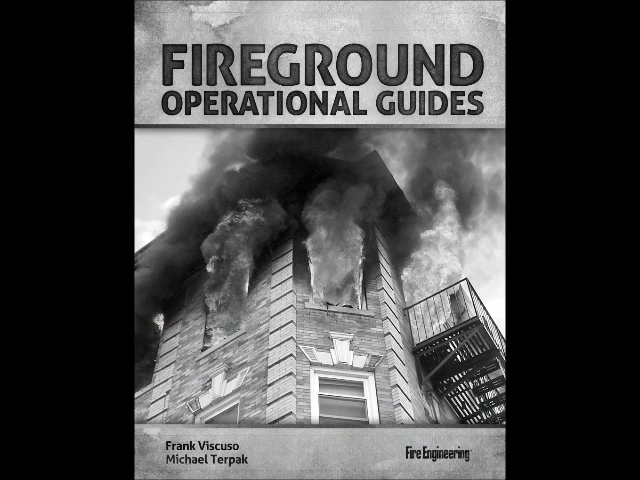 FIREGROUND
OPERATIONAL GUIDES
Frank Viscuso
Michael Terpak
Fire Engineering